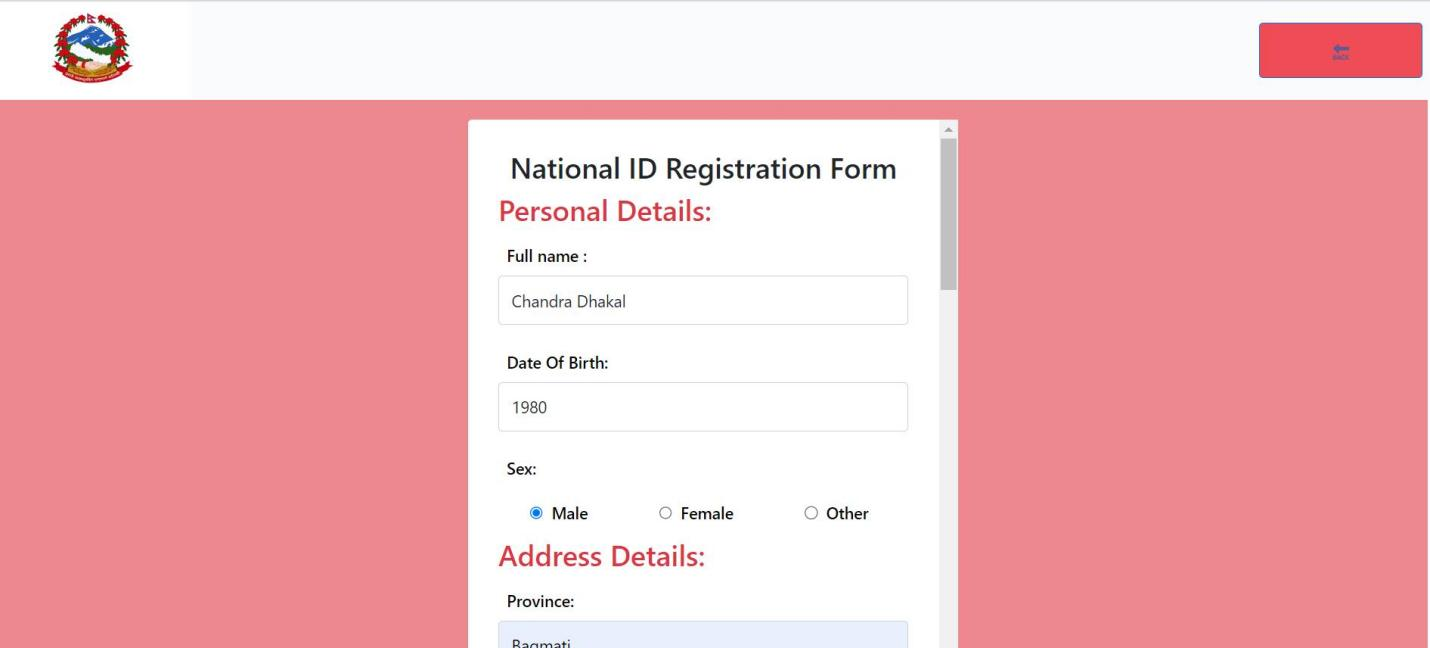 BACK
National ID Registration Form
Personal Details:
Full name :
Chandra Dhakal
Date Of Birth:
1980
Sex:
Male Female Other
Address Details:
Province:
Bagmati